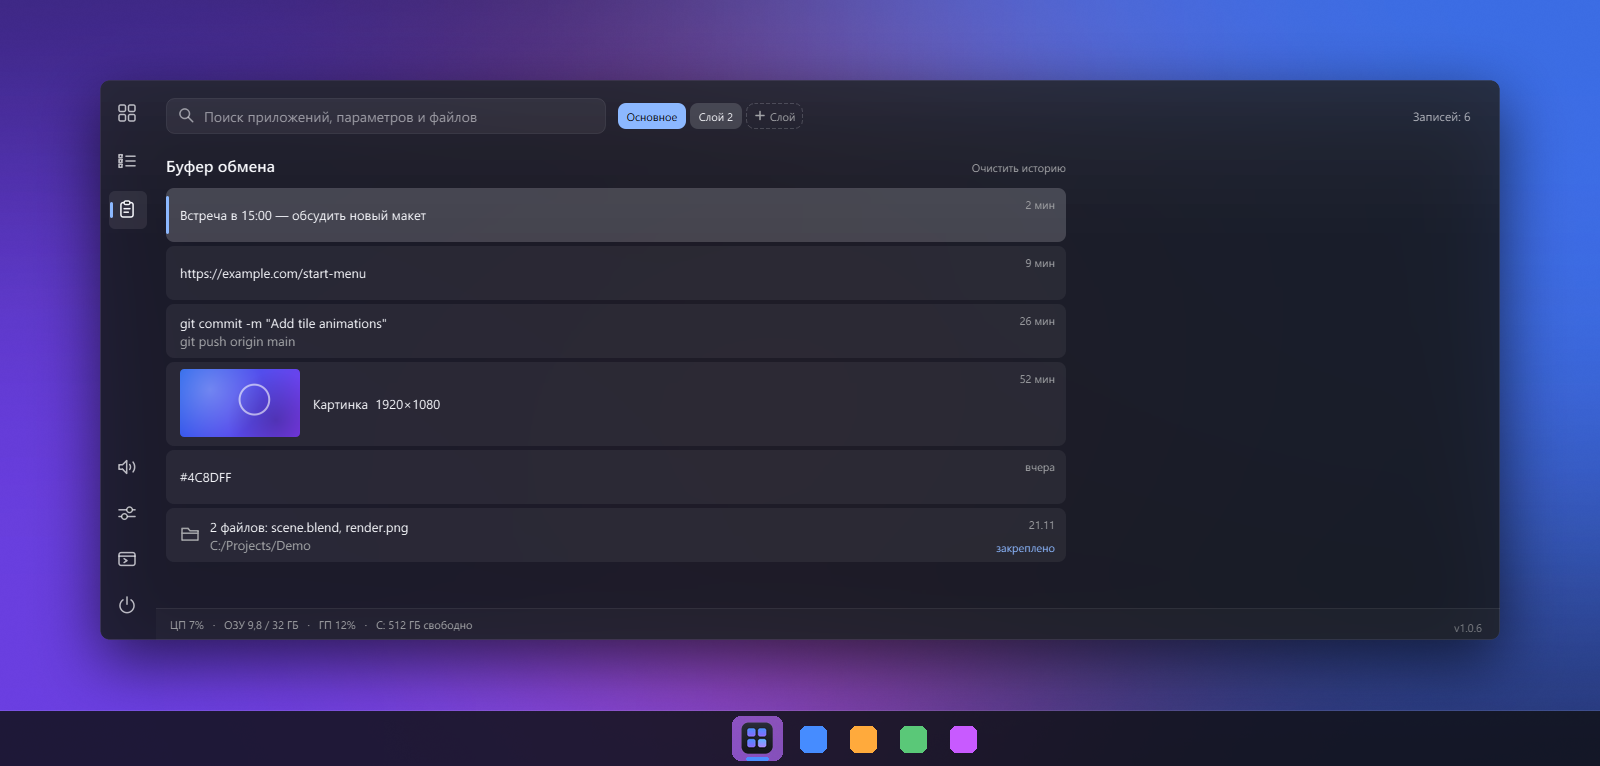 Поиск приложений, параметров и файлов
Основное
Слой 2
+ Слой
Записей: 6
Буфер обмена
Очистить историю
Встреча в 15:00 — обсудить новый макет
2 мин
https://example.com/start-menu
9 мин
git commit -m "Add tile animations"
git push origin main
26 мин
Картинка 1920×1080
52 мин
#4C8DFF
вчера
2 файлов: scene.blend, render.png
C:/Projects/Demo
21.11
закреплено
ЦП 7% · ОЗУ 9,8 / 32 ГБ · ГП 12% · C: 512 ГБ свободно
v1.0.6